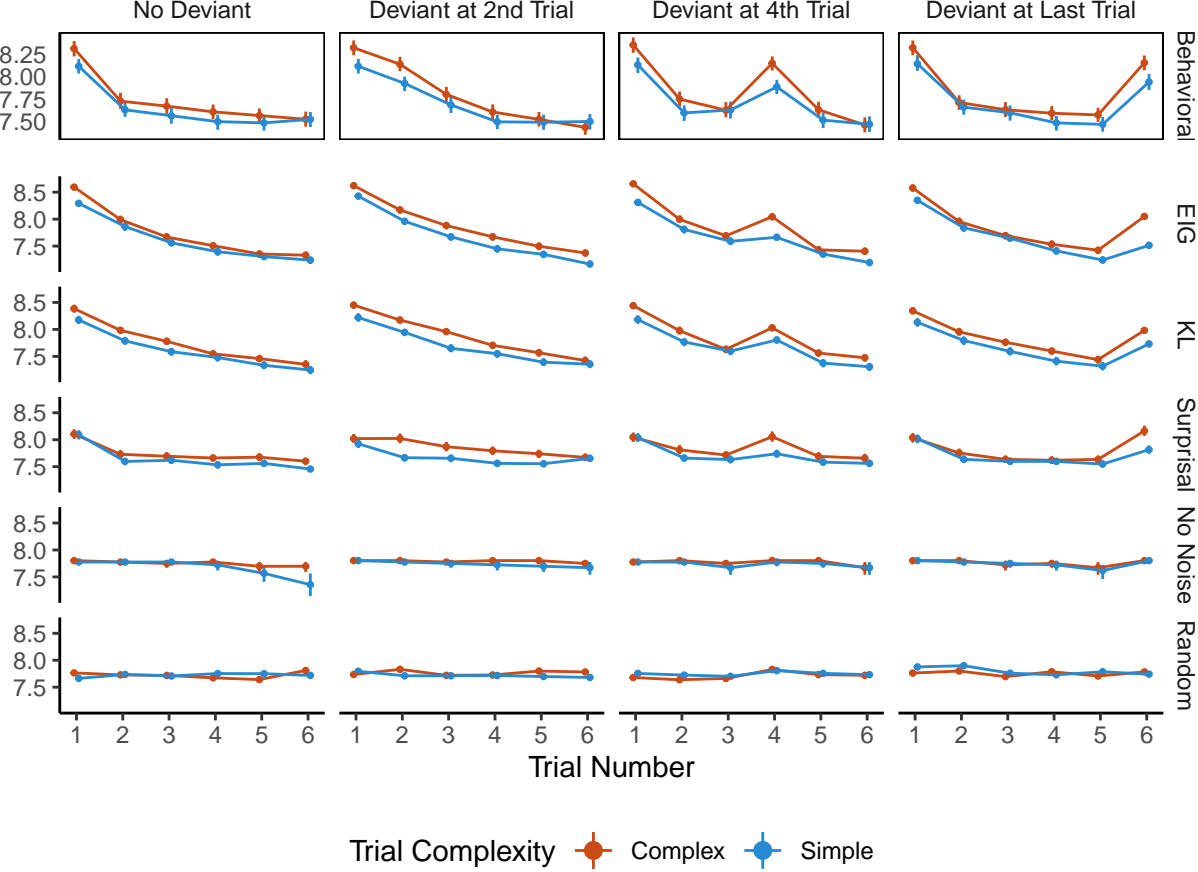 No Deviant Deviant at 2nd Trial Deviant at 4th Trial Deviant at Last Trial
8.25
8.00
7.75
7.50
Behavioral
8.5
8.0
7.5
EIG
8.5
8.0
7.5
KL
8.5
8.0
7.5
Surprisal
8.5
8.0
7.5
No Noise
8.5
8.0
7.5
Random
1 2 3 4 5 6 1 2 3 4 5 6 1 2 3 4 5 6 1 2 3 4 5 6
Trial Number
Trial Complexity Complex Simple